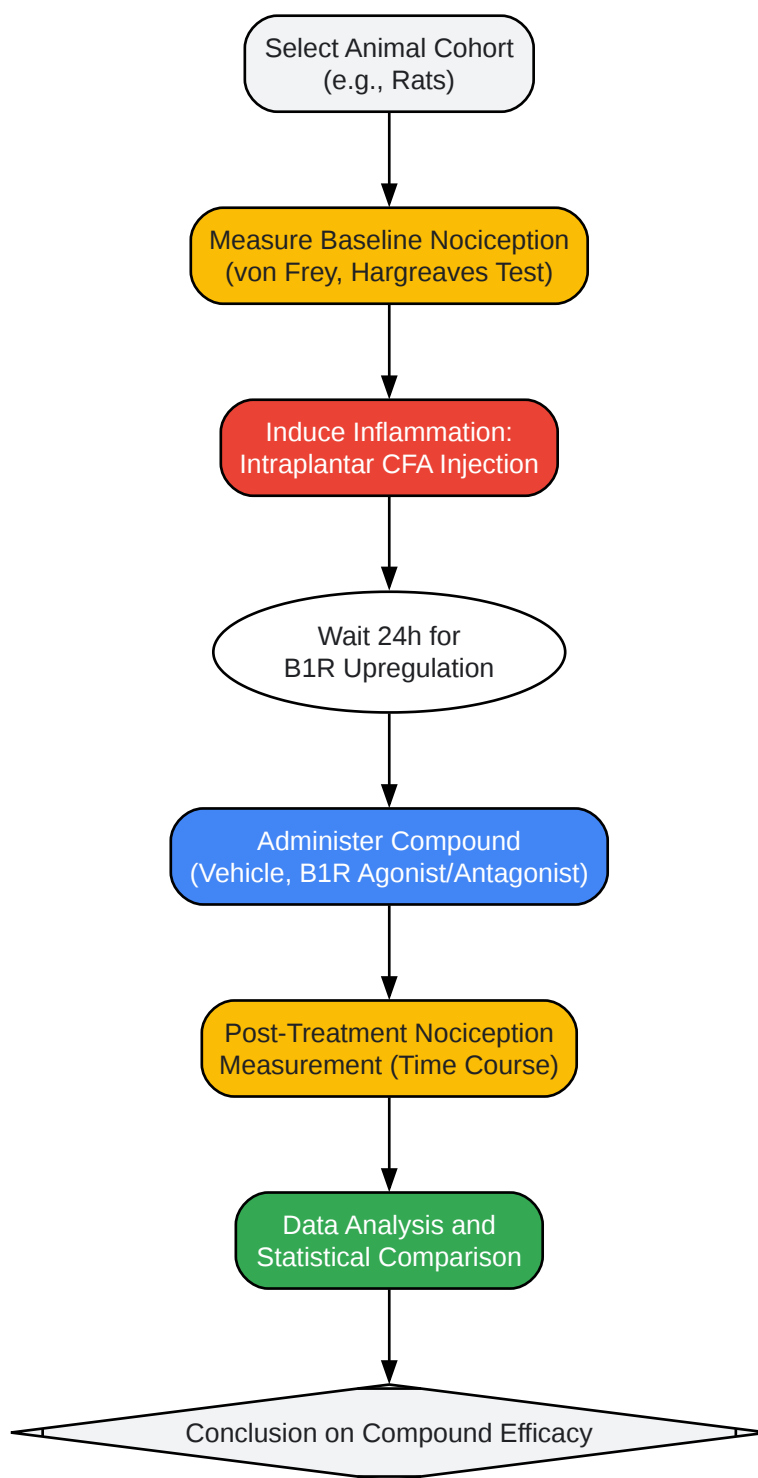 Select Animal Cohort
(e.g., Rats)
Measure Baseline Nociception
(von Frey, Hargreaves Test)
Induce Inflammation:
Intraplantar CFA Injection
Wait 24h for
B1R Upregulation
Administer Compound
(Vehicle, B1R Agonist/Antagonist)
Post-Treatment Nociception
Measurement (Time Course)
Data Analysis and
Statistical Comparison
Conclusion on Compound Efficacy